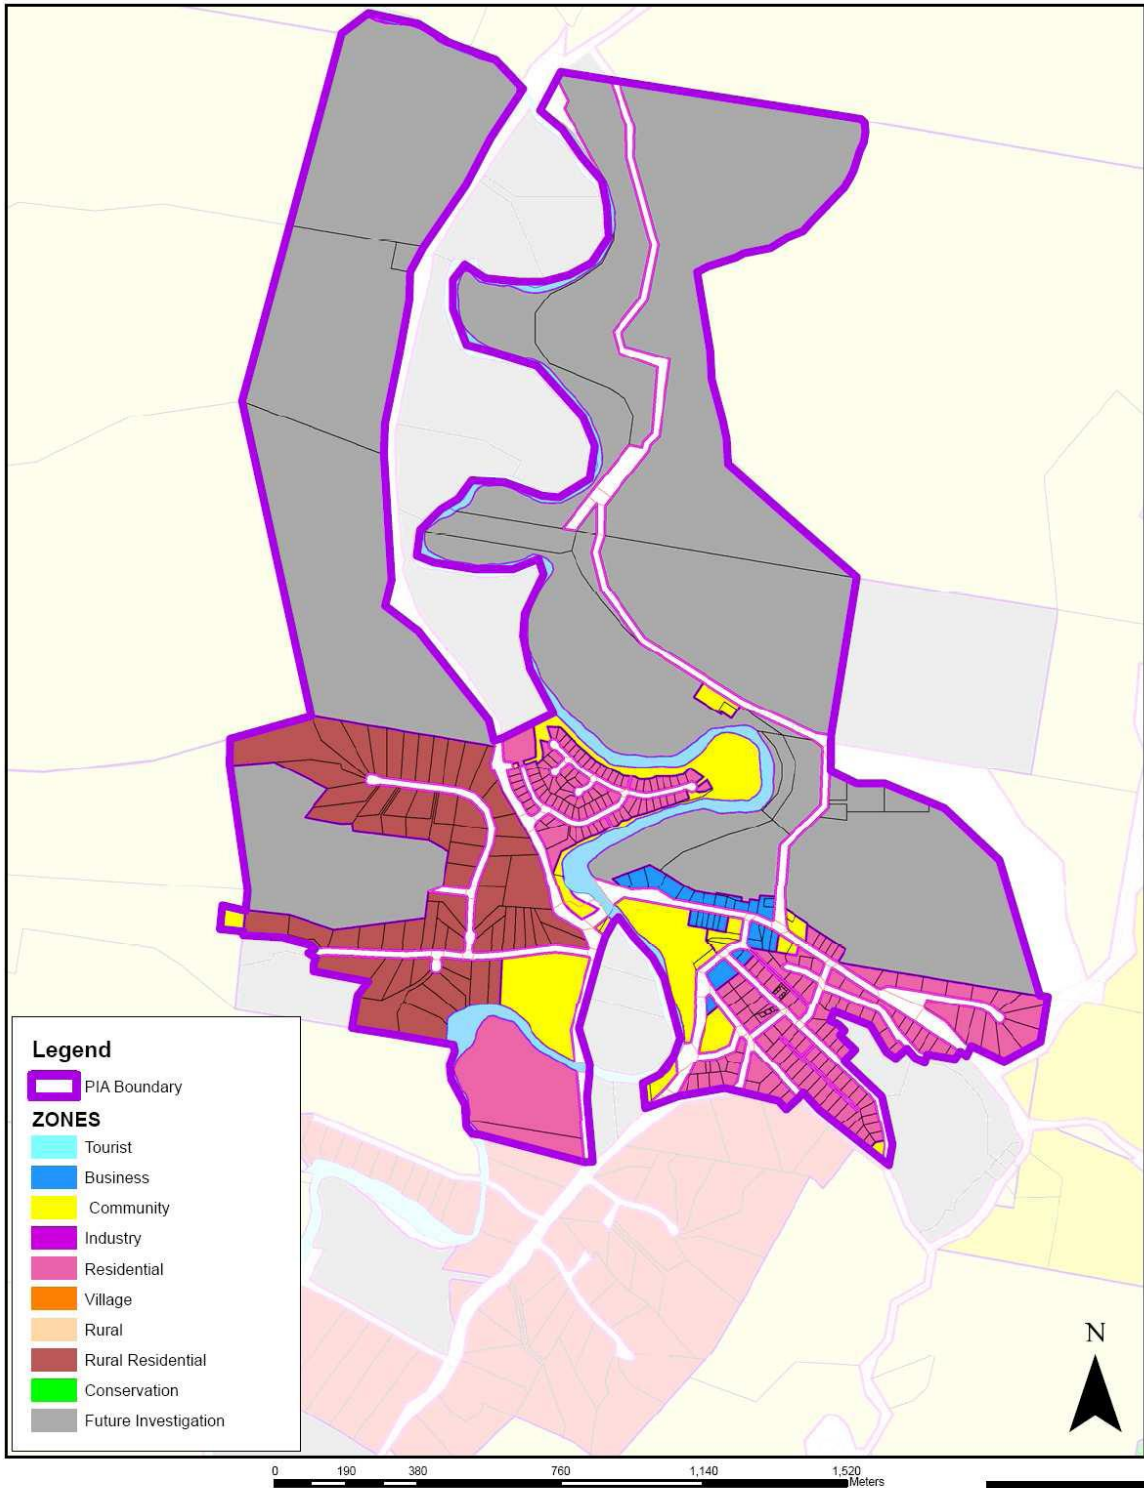 Legend
PIA Boundary
ZONES
Tourist
Business
Community
Industry
Residential
Village
Rural
Rural Residential
Conservation
Future Investigation
N
0 190 380 760 1,140 1,520
Meters